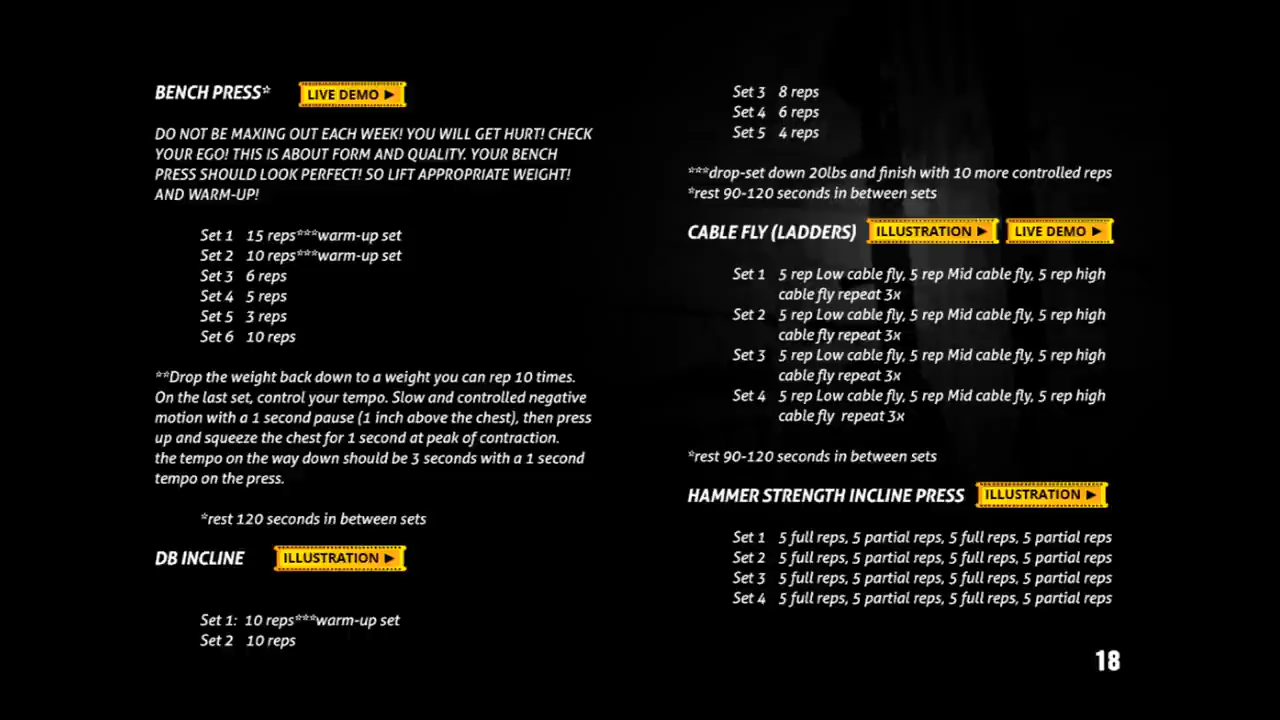 BENCH PRESS* LIVE DEMO ►
DO NOT BE MAXING OUT EACH WEEK! YOU WILL GET HURT! CHECK
YOUR EGO! THIS IS ABOUT FORM AND QUALITY. YOUR BENCH
PRESS SHOULD LOOK PERFECT! SO LIFT APPROPRIATE WEIGHT!
AND WARM-UP!
Set 1 15 reps***warm-up set
Set 2 10 reps***warm-up set
Set 3 6 reps
Set 4 5 reps
Set 5 3 reps
Set 6 10 reps
**Drop the weight back down to a weight you can rep 10 times.
On the last set, control your tempo. Slow and controlled negative
motion with a 1 second pause (1 inch above the chest), then press
up and squeeze the chest for 1 second at peak of contraction.
the tempo on the way down should be 3 seconds with a 1 second
tempo on the press.
*rest 120 seconds in between sets
DB INCLINE ILLUSTRATION ►
Set 1: 10 reps***warm-up set
Set 2 10 reps
Set 3 8 reps
Set 4 6 reps
Set 5 4 reps
***drop-set down 20lbs and finish with 10 more controlled reps
*rest 90-120 seconds in between sets
CABLE FLY (LADDERS) ILLUSTRATION ► LIVE DEMO ►
Set 1 5 rep Low cable fly, 5 rep Mid cable fly, 5 rep high
cable fly repeat 3x
Set 2 5 rep Low cable fly, 5 rep Mid cable fly, 5 rep high
cable fly repeat 3x
Set 3 5 rep Low cable fly, 5 rep Mid cable fly, 5 rep high
cable fly repeat 3x
Set 4 5 rep Low cable fly, 5 rep Mid cable fly, 5 rep high
cable fly repeat 3x
*rest 90-120 seconds in between sets
HAMMER STRENGTH INCLINE PRESS ILLUSTRATION ►
Set 1 5 full reps, 5 partial reps, 5 full reps, 5 partial reps
Set 2 5 full reps, 5 partial reps, 5 full reps, 5 partial reps
Set 3 5 full reps, 5 partial reps, 5 full reps, 5 partial reps
Set 4 5 full reps, 5 partial reps, 5 full reps, 5 partial reps
18